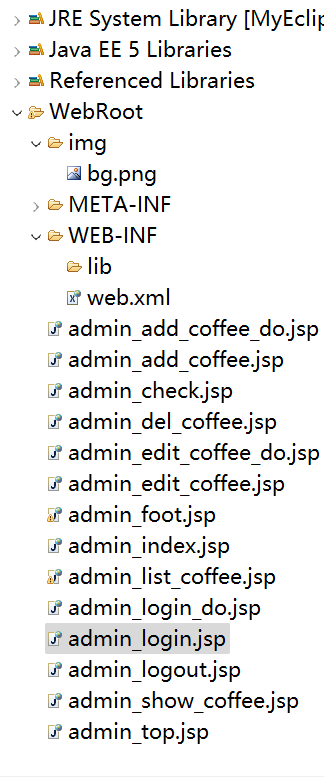 JRE System Library [MyEclip
Java EE 5 Libraries
Referenced Libraries
WebRoot
img
bg.png
META-INF
WEB-INF
lib
web.xml
admin_add_coffee_do.jsp
admin_add_coffee.jsp
admin_check.jsp
admin_del_coffee.jsp
admin_edit_coffee_do.jsp
admin_edit_coffee.jsp
admin_foot.jsp
admin_index.jsp
admin_list_coffee.jsp
admin_login_do.jsp
admin_login.jsp
admin_logout.jsp
admin_show_coffee.jsp
admin_top.jsp